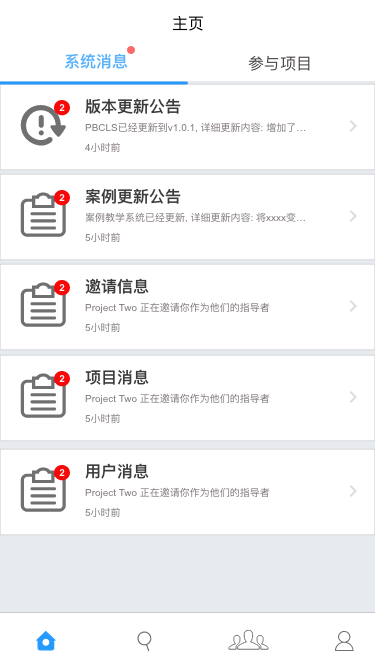 主页
系统消息
参与项目
2
版本更新公告
PBCLS已经更新到v1.0.1, 详细更新内容: 增加了...
4小时前
2
案例更新公告
案例教学系统已经更新, 详细更新内容: 将xxxx变...
5小时前
2
邀请信息
Project Two 正在邀请你作为他们的指导者
5小时前
2
项目消息
Project Two 正在邀请你作为他们的指导者
5小时前
2
用户消息
Project Two 正在邀请你作为他们的指导者
5小时前